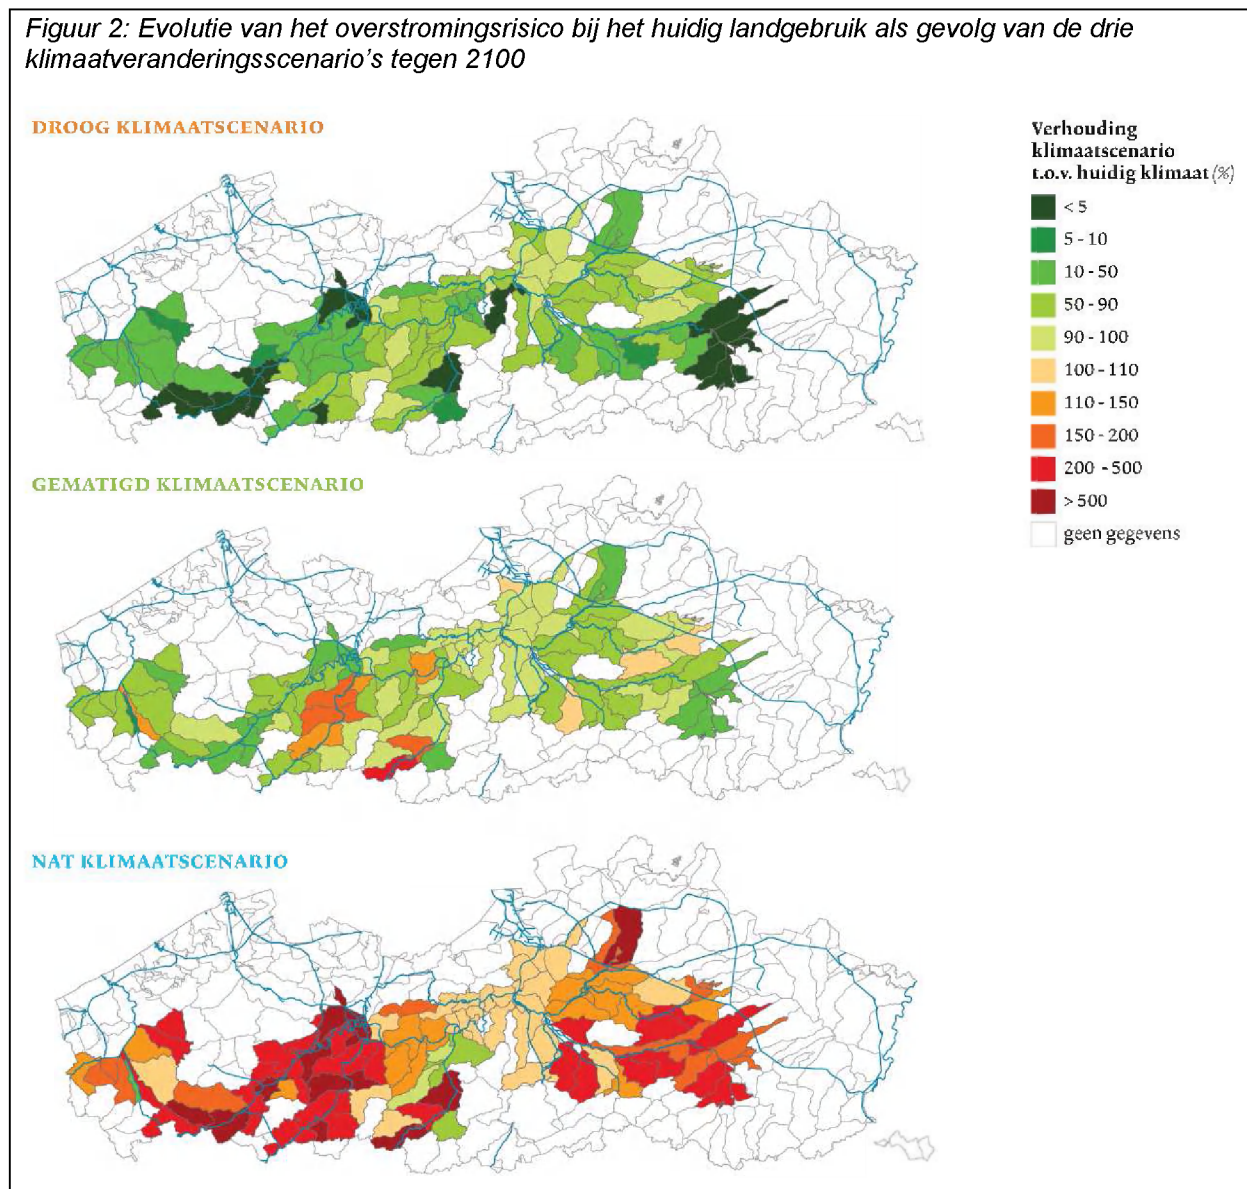 Figuur 2: Evolutie van het overstromingsrisico bij het huidig landgebruik als gevolg van de drie
klimaatveranderingsscenario's tegen 2100
DROOG KLIMAATSCENARIO
Verhouding
klimaatscenario
t.o.v. huidig klimaat (%)
< 5
5 - 10
10 - 50
50 - 90
90 - 100
100 - 110
110 - 150
150 - 200
200 - 500
> 500
geen gegevens
GEMATIGD KLIMAATSCENARIO
NAT KLIMAATSCENARIO